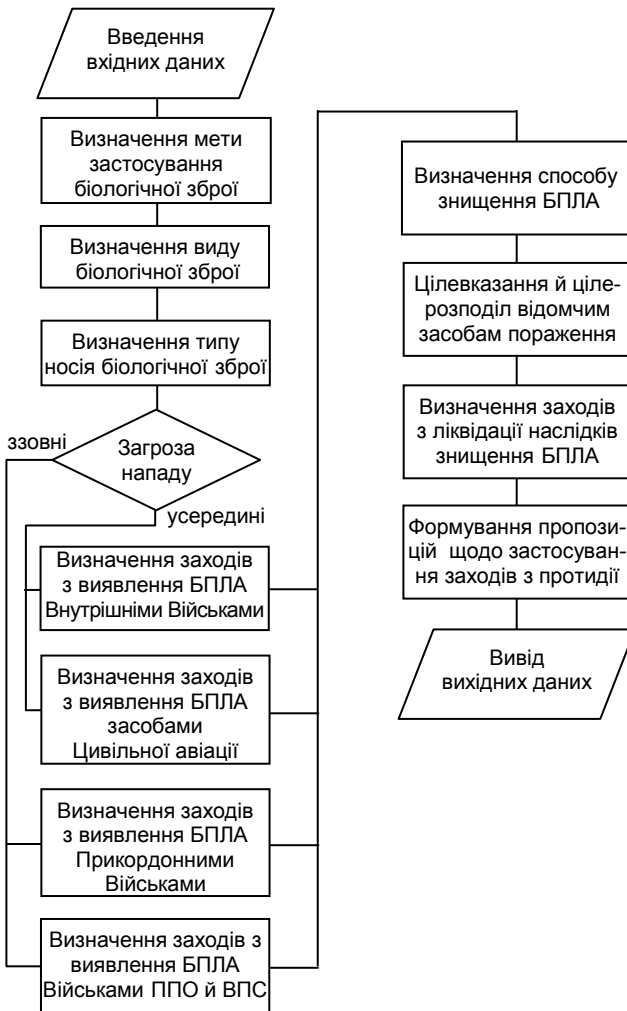 Введення
вхідних даних
Визначення мети
застосування
біологічної зброї
Визначення виду
біологічної зброї
Визначення типу
носія біологічної зброї
ззовні
Загроза
нападу
усередині
Визначення заходів
з виявлення БПЛА
Внутрішніми Військами
Визначення заходів
з виявлення БПЛА
засобами
Цивільної авіації
Визначення заходів
з виявлення БПЛА
Прикордонними
Військами
Визначення заходів з
виявлення БПЛА
Військами ППО й ВПС
Визначення способу
знищення БПЛА
Цілевказання й ціле-
розподіл відомчим
засобам пораження
Визначення заходів
з ліквідації наслідків
знищення БПЛА
Формування пропози-
цій щодо застосуван-
ня заходів з протидії
Вивід
вихідних даних